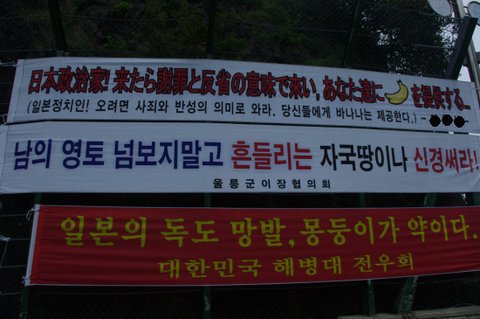 日本政治家! 来たら謝罪と反省の意味で来い, あなた達に を提供する…
(일본정치인! 오려면 사죄와 반성의 의미로 와라. 당신들에게 바나나는 제공한다.) - ●●●
남의 영토 넘보지말고 흔들리는 자국땅이나 신경써라!
울릉군이장협의회
일본의 독도 망발, 몽둥이가 약이다.
대한민국 해병대 전우회